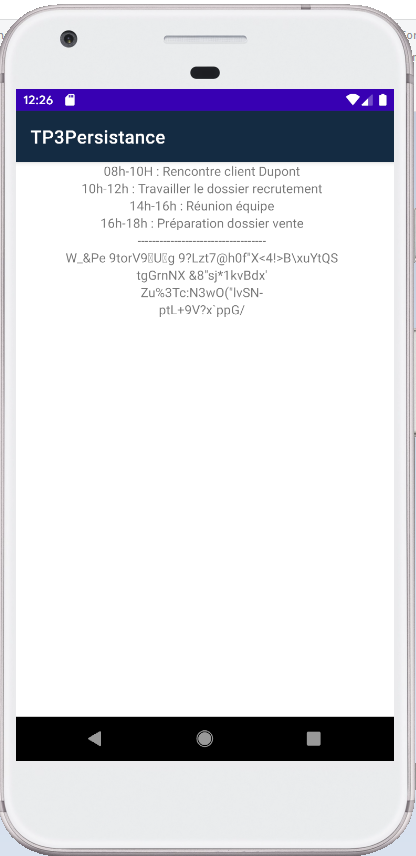 12:26
TP3Persistance
08h-10H : Rencontre client Dupont
10h-12h : Travailler le dossier recrutement
14h-16h : Réunion équipe
16h-18h : Préparation dossier vente
-----------------------------------
W_&Pe 9torV9▯U▯g 9?Lzt7@h0f"X<4!>B\xuYtQS
tgGrnNX &8"sj*1kvBdx'
Zu%3Tc:N3wO("lvSN-
ptL+9V?x`ppG/